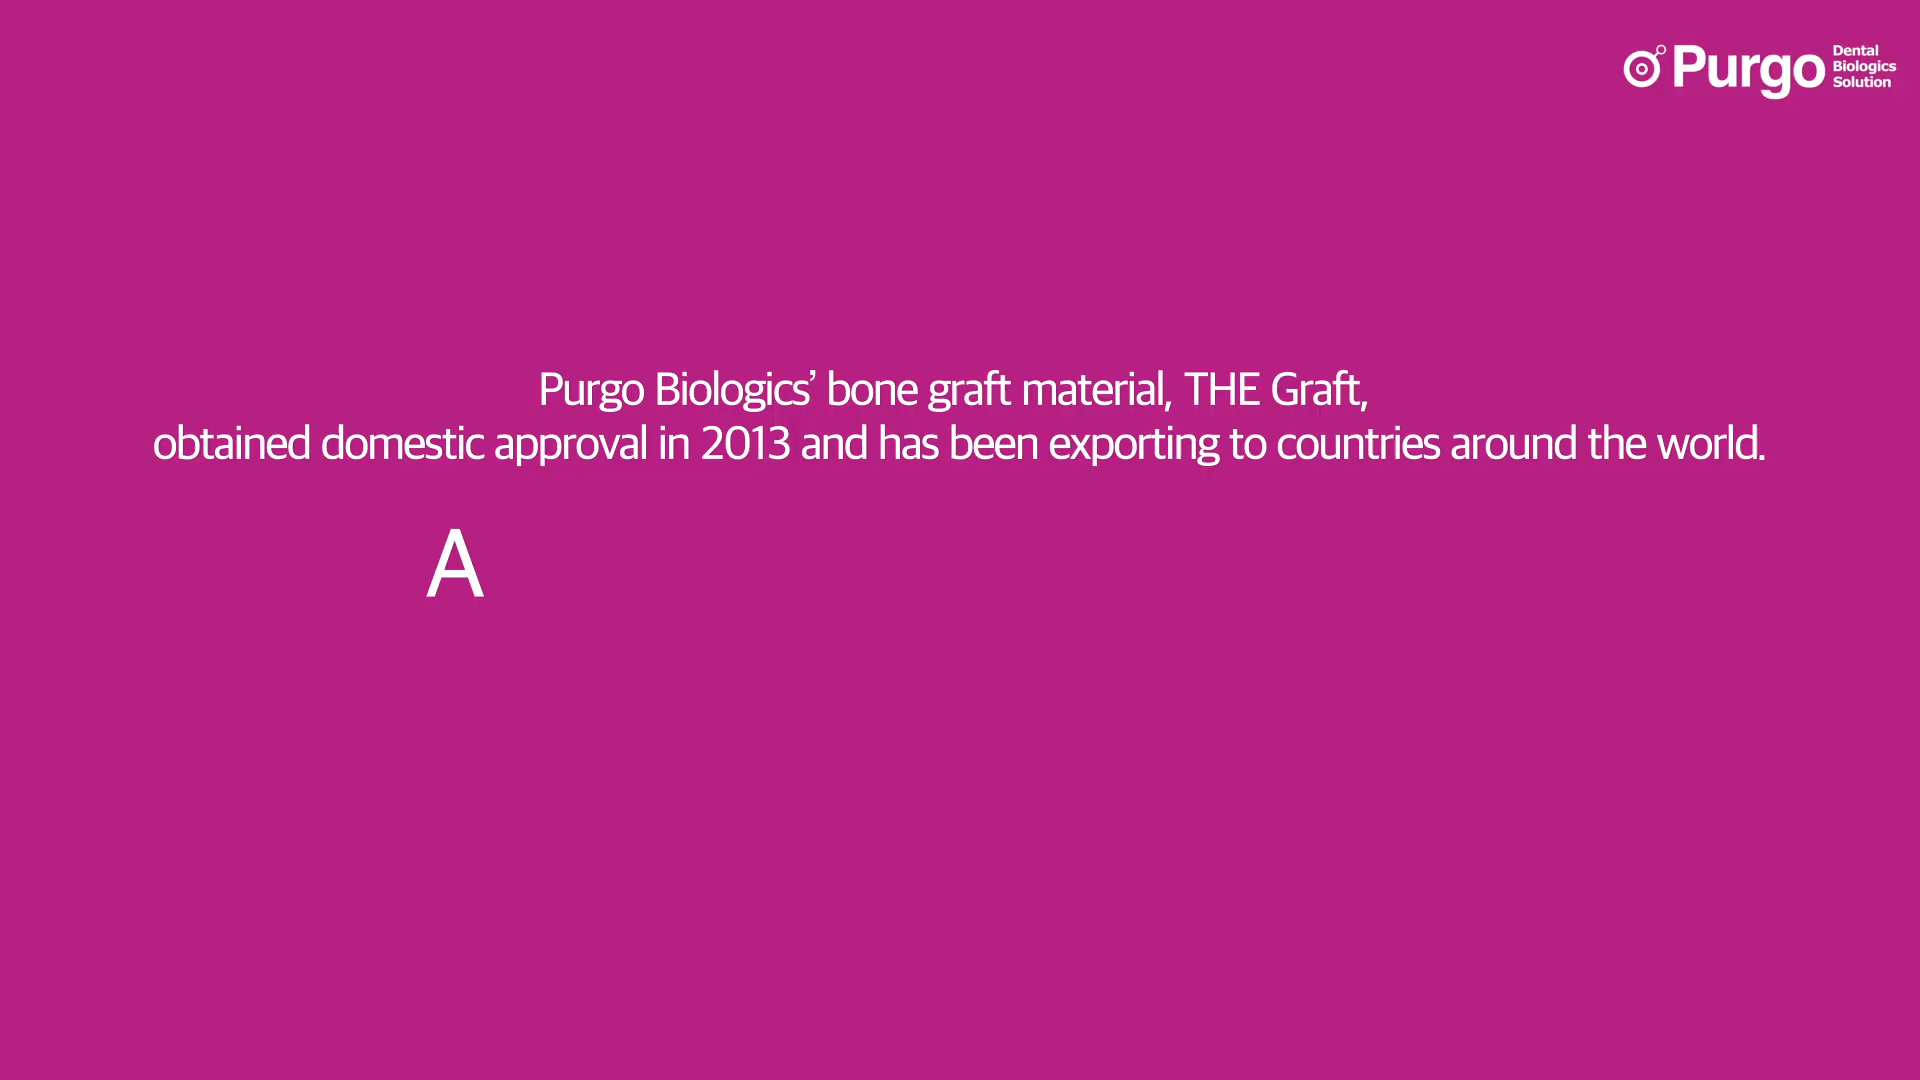 Purgo
Dental
Biologics
Solution
Purgo Biologics’ bone graft material, THE Graft,
obtained domestic approval in 2013 and has been exporting to countries around the world.
A